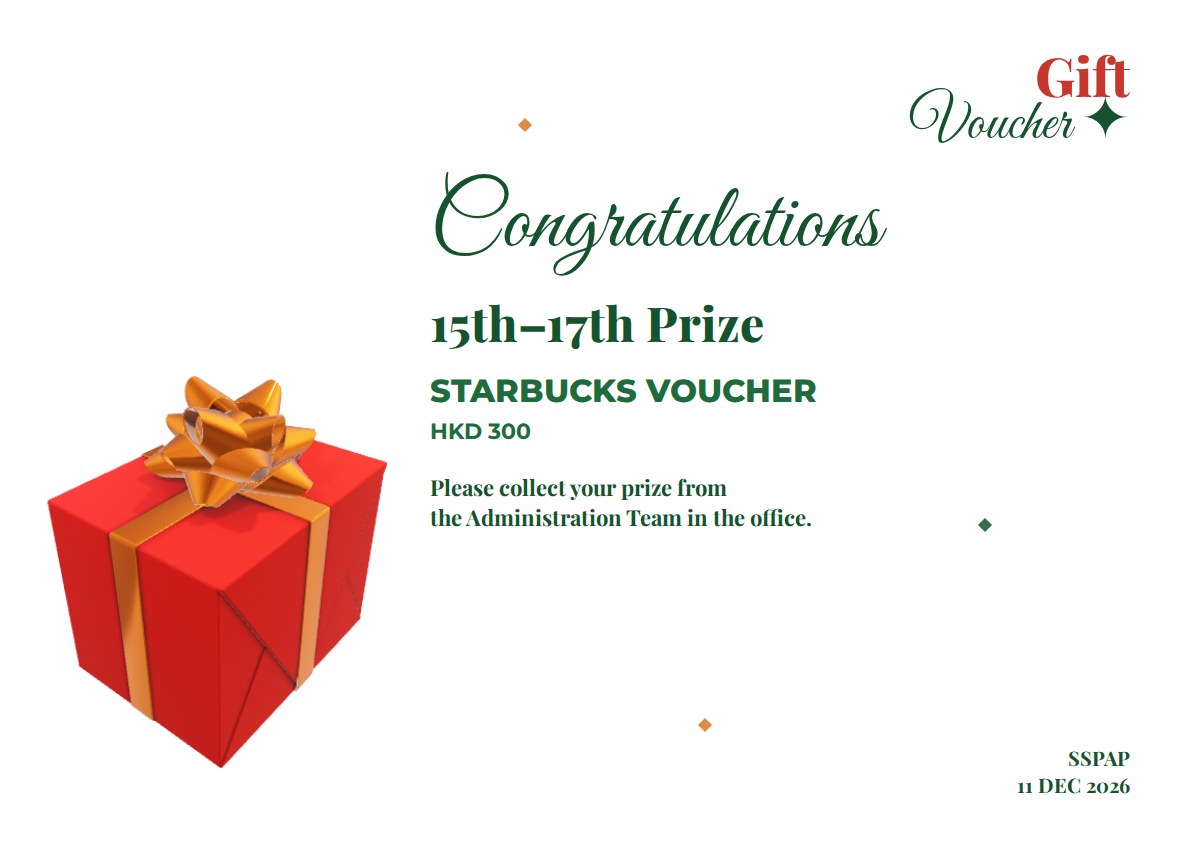 Gift
Voucher
Congratulations
15th–17th Prize
STARBUCKS VOUCHER
HKD 300
Please collect your prize from
the Administration Team in the office.
SSPAP
11 DEC 2026